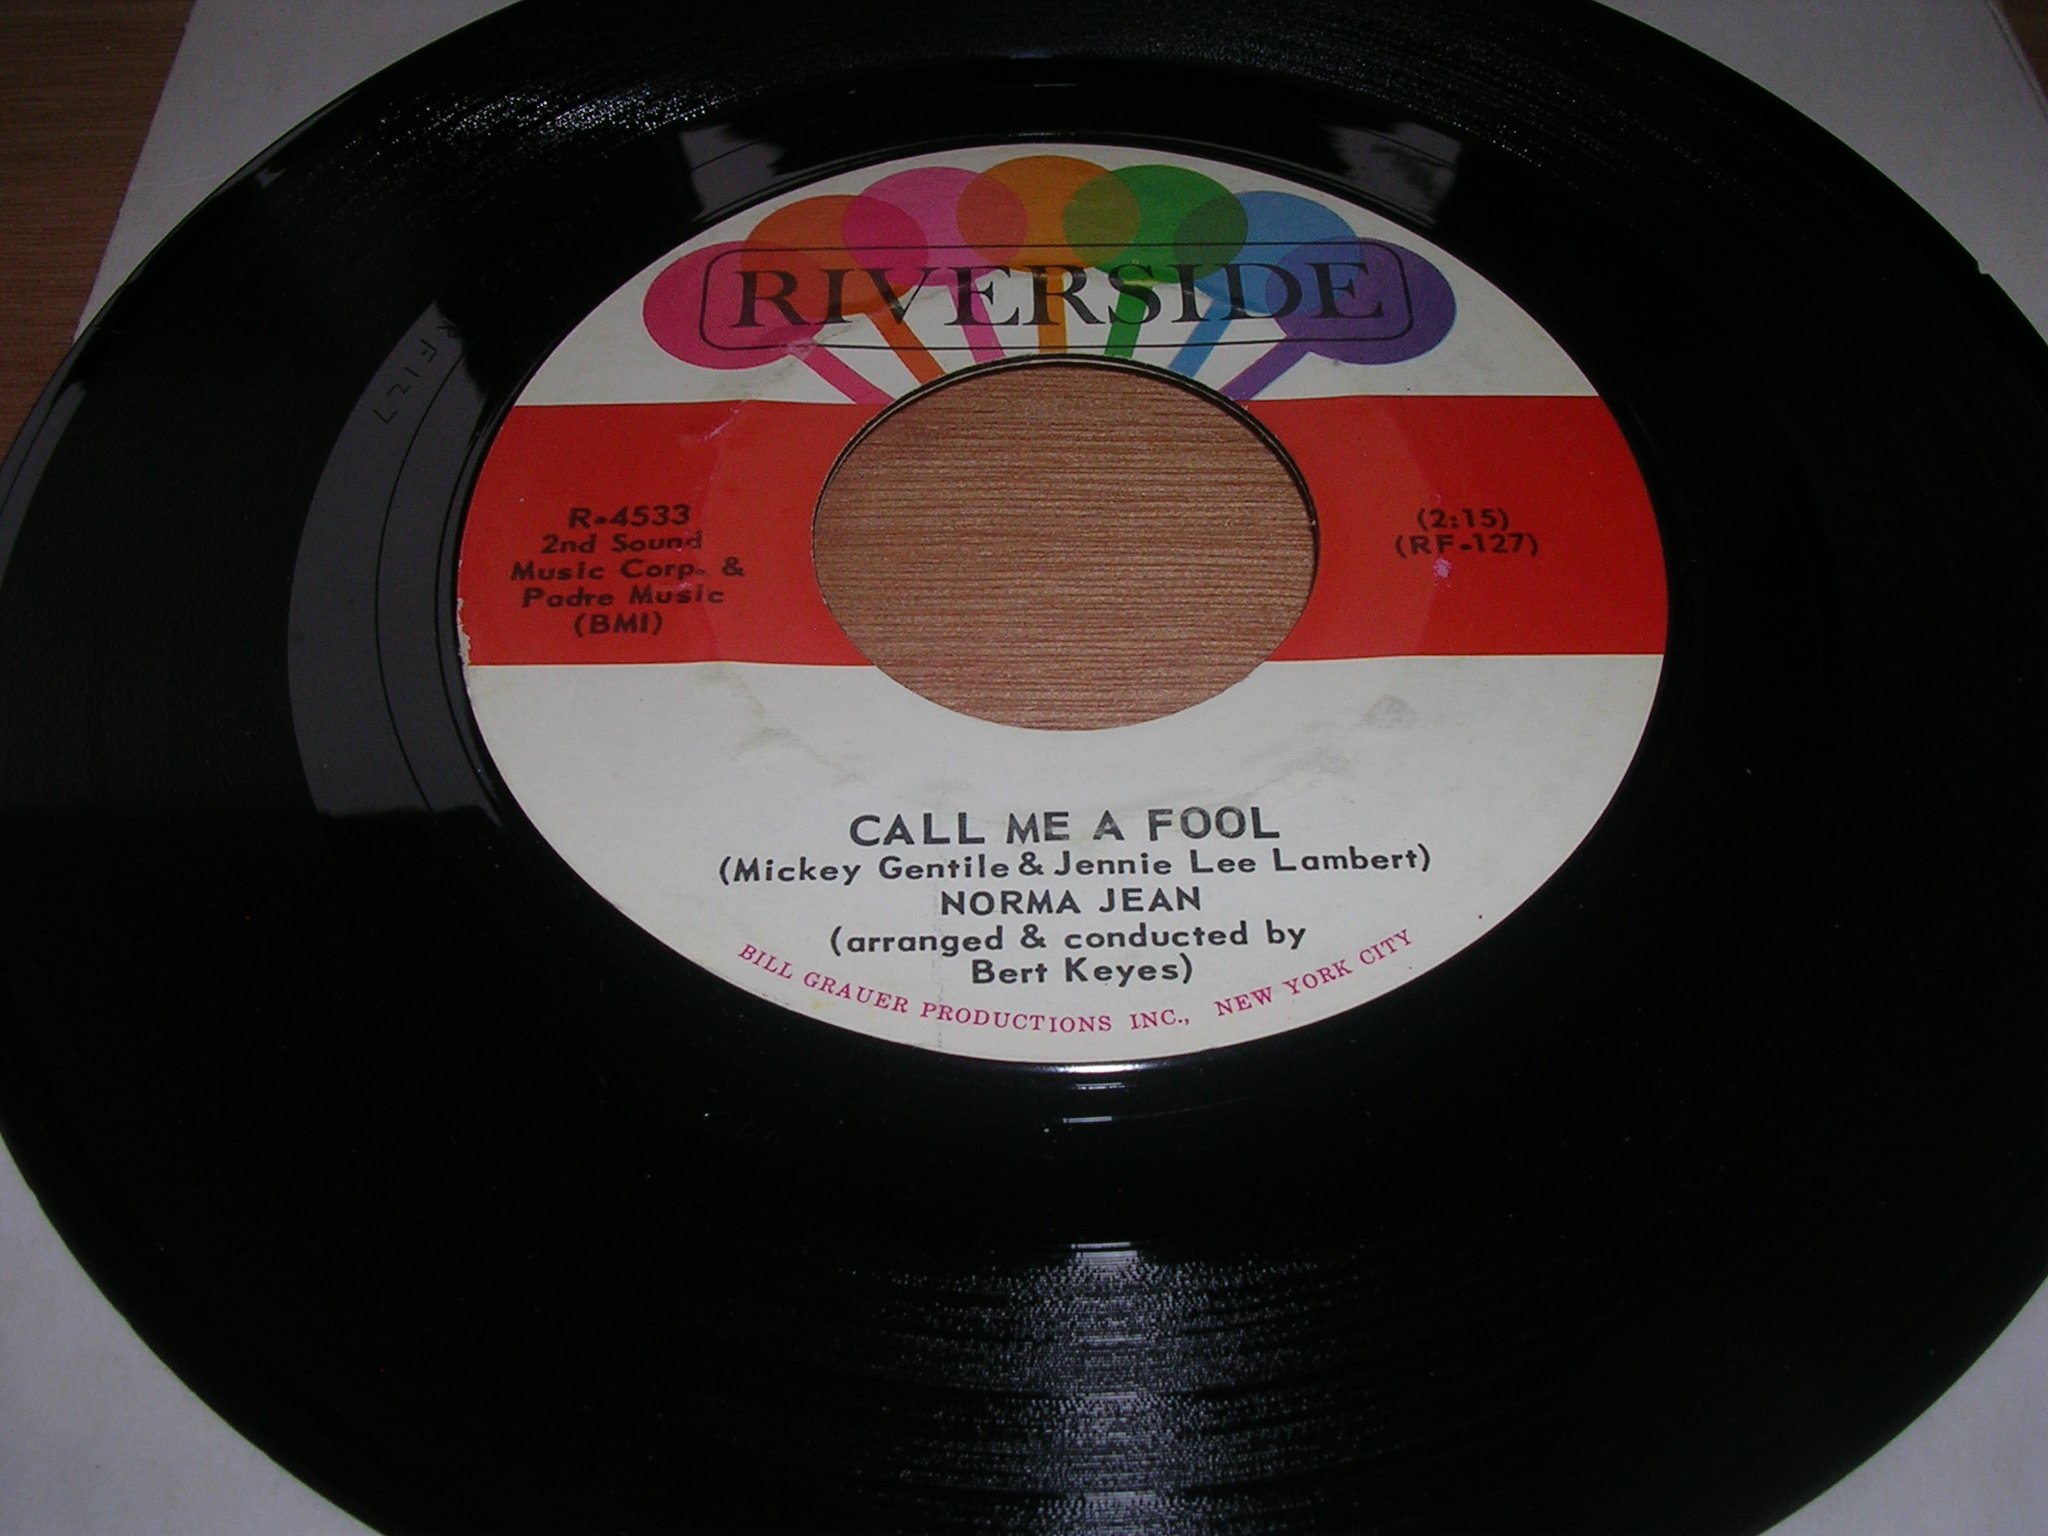 RIVERSIDE
R-4533
2nd Sound
Music Corp. &
Padre Music
(BMI)
(2:15)
(RF-127)
CALL ME A FOOL
(Mickey Gentile & Jennie Lee Lambert)
NORMA JEAN
(arranged & conducted by
Bert Keyes)
BILL GRAUER PRODUCTIONS INC., NEW YORK CITY